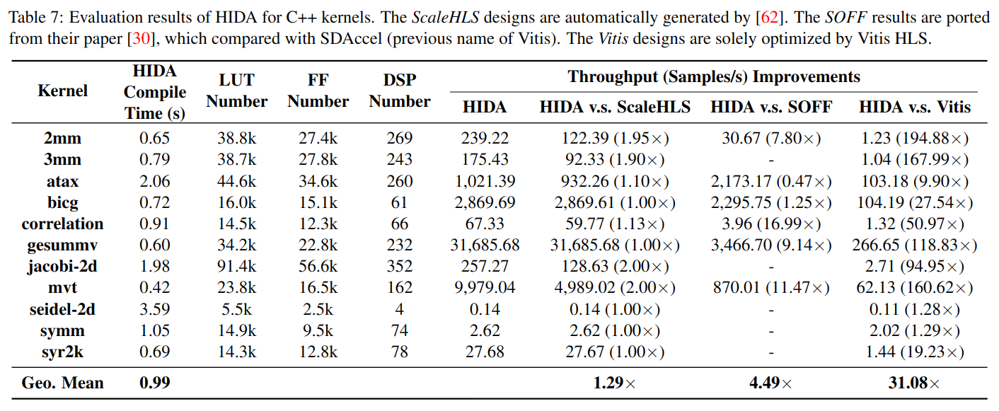 Table 7: Evaluation results of HIDA for C++ kernels. The ScaleHLS designs are automatically generated by [62]. The SOFF results are ported
from their paper [30], which compared with SDAccel (previous name of Vitis). The Vitis designs are solely optimized by Vitis HLS.
Kernel HIDA Compile Time (s) LUT Number FF Number DSP Number Throughput (Samples/s) Improvements
HIDA HIDA v.s. ScaleHLS HIDA v.s. SOFF HIDA v.s. Vitis
2mm 0.65 38.8k 27.4k 269 239.22 122.39 (1.95×) 30.67 (7.80×) 1.23 (194.88×)
3mm 0.79 38.7k 27.8k 243 175.43 92.33 (1.90×) - 1.04 (167.99×)
atax 2.06 44.6k 34.6k 260 1,021.39 932.26 (1.10×) 2,173.17 (0.47×) 103.18 (9.90×)
bicg 0.72 16.0k 15.1k 61 2,869.69 2,869.61 (1.00×) 2,295.75 (1.25×) 104.19 (27.54×)
correlation 0.91 14.5k 12.3k 66 67.33 59.77 (1.13×) 3.96 (16.99×) 1.32 (50.97×)
gesummv 0.60 34.2k 22.8k 232 31,685.68 31,685.68 (1.00×) 3,466.70 (9.14×) 266.65 (118.83×)
jacobi-2d 1.98 91.4k 56.6k 352 257.27 128.63 (2.00×) - 2.71 (94.95×)
mvt 0.42 23.8k 16.5k 162 9,979.04 4,989.02 (2.00×) 870.01 (11.47×) 62.13 (160.62×)
seidel-2d 3.59 5.5k 2.5k 4 0.14 0.14 (1.00×) - 0.11 (1.28×)
symm 1.05 14.9k 9.5k 74 2.62 2.62 (1.00×) - 2.02 (1.29×)
syr2k 0.69 14.3k 12.8k 78 27.68 27.67 (1.00×) - 1.44 (19.23×)
Geo. Mean 0.99 1.29× 4.49× 31.08×